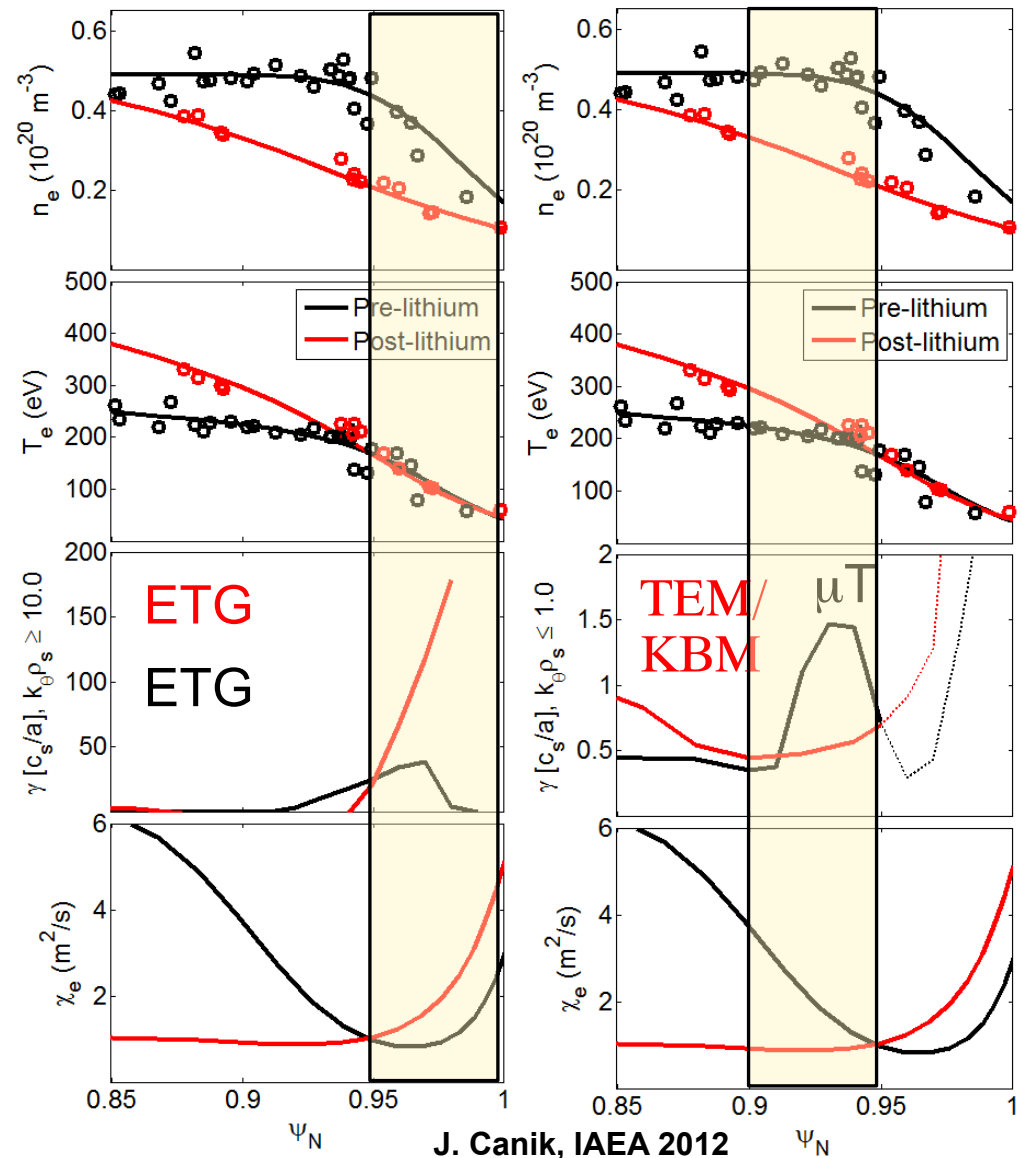 0.6
0.4
0.2
n_e (10^20 m^-3)
0.6
0.4
0.2
n_e (10^20 m^-3)
500
400
300
200
100
0
T_e (eV)
Pre-lithium
Post-lithium
500
400
300
200
100
0
T_e (eV)
Pre-lithium
Post-lithium
200
150
100
50
γ [c_s/a], k_θρ_s ≥ 10.0
ETG
ETG
2
1.5
1
0.5
γ [c_s/a], k_θρ_s ≤ 1.0
TEM/
KBM
μT
6
4
2
χ_e (m^2/s)
0.85 0.9 0.95 1
Ψ_N
6
4
2
0
χ_e (m^2/s)
0.85 0.9 0.95 1
Ψ_N
J. Canik, IAEA 2012